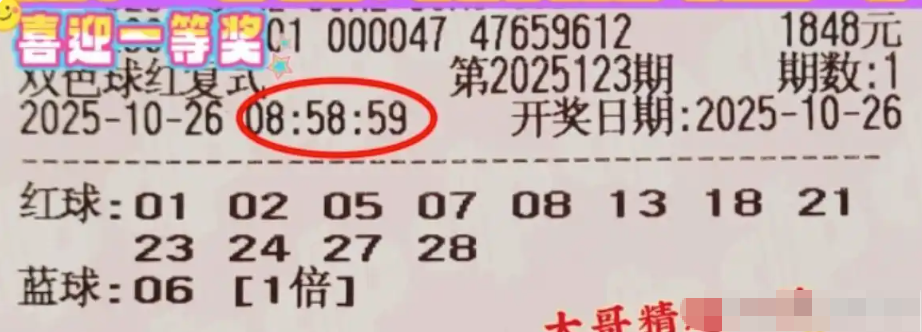 喜迎一等奖
01 000047 47659612 1848元
双色球红复式 第2025123期 期数:1
2025-10-26 08:58:59 开奖日期:2025-10-26
红球:01 02 05 07 08 13 18 21
23 24 27 28
蓝球:06 [1倍]
大哥精